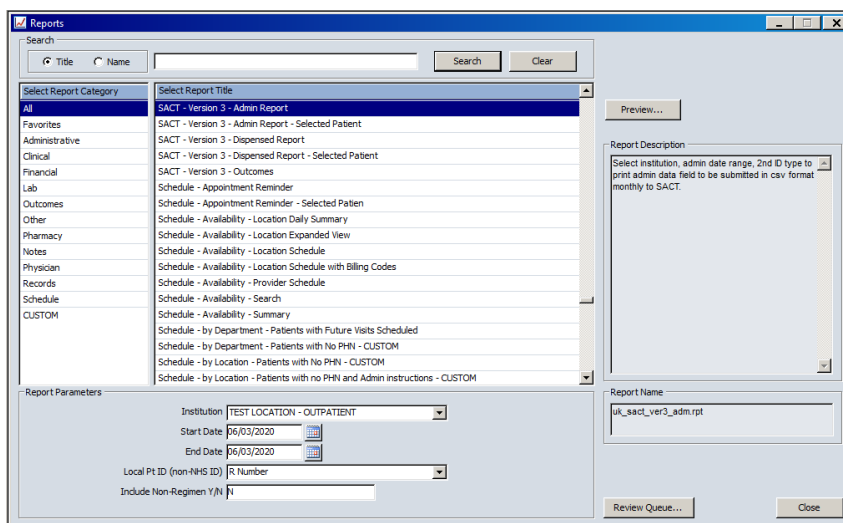 Reports
Search
Title
Name
Search
Clear
Select Report Category
All
Favorites
Administrative
Clinical
Financial
Lab
Outcomes
Other
Pharmacy
Notes
Physician
Records
Schedule
CUSTOM
Select Report Title
SACT - Version 3 - Admin Report
SACT - Version 3 - Admin Report - Selected Patient
SACT - Version 3 - Dispensed Report
SACT - Version 3 - Dispensed Report - Selected Patient
SACT - Version 3 - Outcomes
Schedule - Appointment Reminder
Schedule - Appointment Reminder - Selected Patien
Schedule - Availability - Location Daily Summary
Schedule - Availability - Location Expanded View
Schedule - Availability - Location Schedule
Schedule - Availability - Location Schedule with Billing Codes
Schedule - Availability - Provider Schedule
Schedule - Availability - Search
Schedule - Availability - Summary
Schedule - by Department - Patients with Future Visits Scheduled
Schedule - by Department - Patients with No PHN - CUSTOM
Schedule - by Location - Patients with No PHN - CUSTOM
Schedule - by Location - Patients with no PHN and Admin instructions - CUSTOM
Preview...
Report Description
Select institution, admin date range, 2nd ID type to
print admin data field to be submitted in csv format
monthly to SACT.
Report Parameters
Institution TEST LOCATION - OUTPATIENT
Start Date 06/03/2020
End Date 06/03/2020
Local Pt ID (non-NHS ID) R Number
Include Non-Regimen Y/N N
Report Name
uk_sact_ver3_adm.rpt
Review Queue...
Close